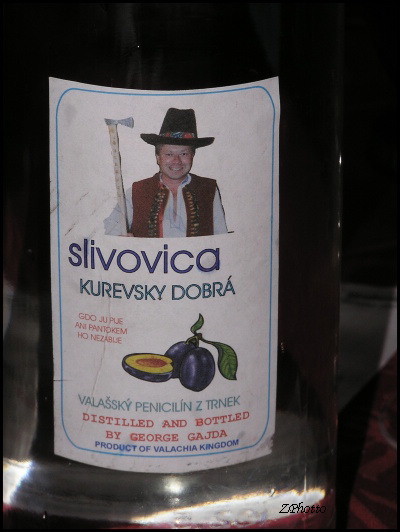 slivovica
KUREVSKY DOBRÁ
GDO JU PIJE
ANI PANTOKEM
HO NEZABIJE
VALAŠSKÝ PENICILÍN Z TRNEK
DISTILLED AND BOTTLED
BY GEORGE GAJDA
PRODUCT OF VALACHIA KINGDOM
ZPhotto